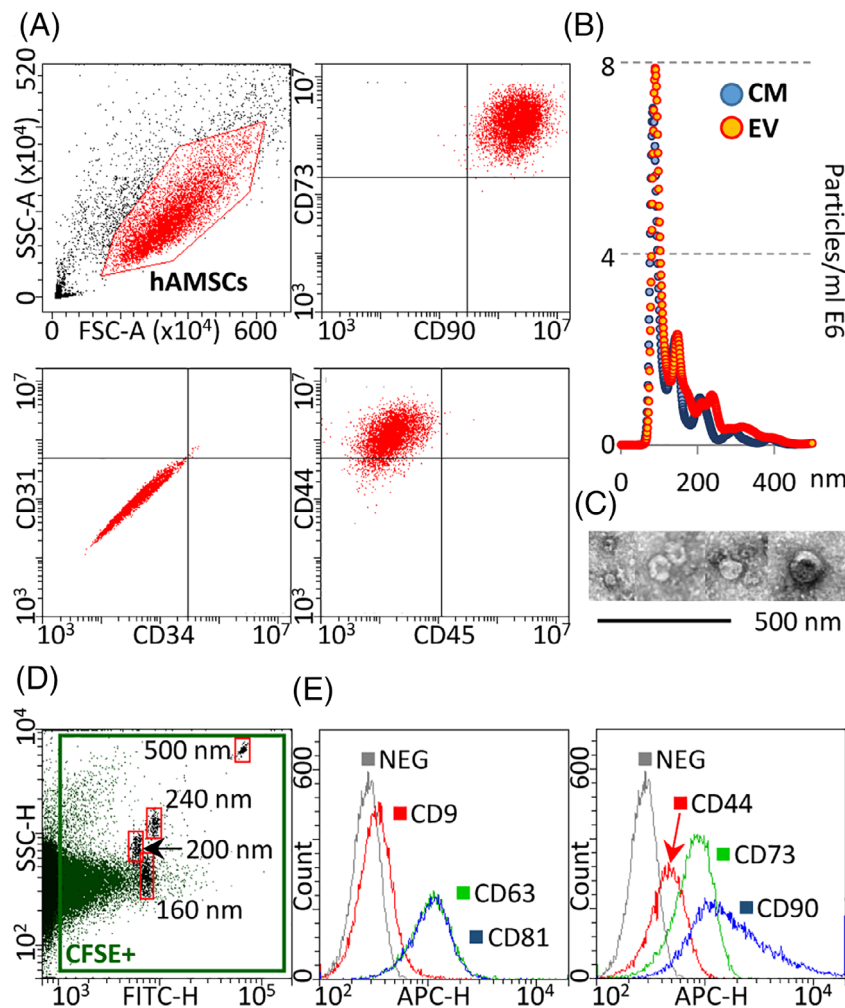 (A)
520
SSC-A (x10⁴)
0
hAMSCs
0
FSC-A (x10⁴)
600
10⁷
CD73
10³
10³
CD90
10⁷
(B)
8
CM
EV
4
Particles/ml E6
0
0
200
400
nm
10⁷
CD31
10³
10³
CD34
10⁷
10⁷
CD44
10³
10³
CD45
10⁷
(C)
500 nm
(D)
10⁴
SSC-H
10²
500 nm
240 nm
200 nm
160 nm
CFSE+
10³
FITC-H
10⁵
(E)
600
Count
0
NEG
CD9
CD63
CD81
10²
APC-H
10⁴
600
Count
0
NEG
CD44
CD73
CD90
10²
APC-H
10⁴